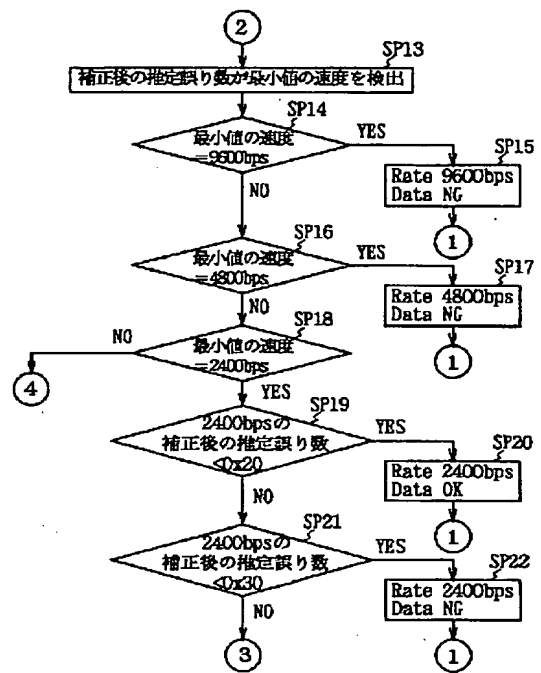 2
SP13
補正後の推定誤り数が最小値の速度を検出
SP14
最小値の速度
=9600bps
YES
NO
SP15
Rate 9600bps
Data NG
1
SP16
最小値の速度
=4800bps
YES
NO
SP17
Rate 4800bps
Data NG
1
SP18
最小値の速度
=2400bps
NO
4
YES
SP19
2400bpsの
補正後の推定誤り数
<0x20
YES
NO
SP20
Rate 2400bps
Data OK
1
SP21
2400bpsの
補正後の推定誤り数
<0x30
YES
NO
SP22
Rate 2400bps
Data NG
1
3